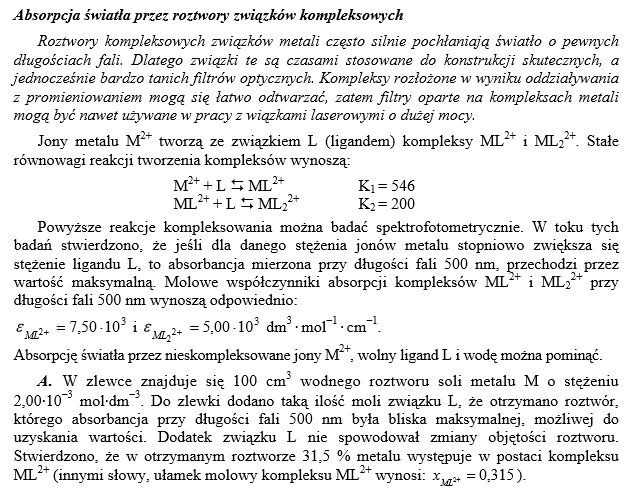 Absorpcja światła przez roztwory związków kompleksowych
Roztwory kompleksowych związków metali często silnie pochłaniają światło o pewnych
długościach fali. Dlatego związki te są czasami stosowane do konstrukcji skutecznych, a
jednocześnie bardzo tanich filtrów optycznych. Kompleksy rozłożone w wyniku oddziaływania
z promieniowaniem mogą się łatwo odtwarzać, zatem filtry oparte na kompleksach metali
mogą być nawet używane w pracy z wiązkami laserowymi o dużej mocy.
Jony metalu M²⁺ tworzą ze związkiem L (ligandem) kompleksy ML²⁺ i ML₂²⁺. Stałe
równowagi reakcji tworzenia kompleksów wynoszą:
M²⁺ + L ⇆ ML²⁺ K₁ = 546
ML²⁺ + L ⇆ ML₂²⁺ K₂ = 200
Powyższe reakcje kompleksowania można badać spektrofotometrycznie. W toku tych
badań stwierdzono, że jeśli dla danego stężenia jonów metalu stopniowo zwiększa się
stężenie ligandu L, to absorbancja mierzona przy długości fali 500 nm, przechodzi przez
wartość maksymalną. Molowe współczynniki absorpcji kompleksów ML²⁺ i ML₂²⁺ przy
długości fali 500 nm wynoszą odpowiednio:
ε_ML²⁺ = 7,50·10³ i ε_ML₂²⁺ = 5,00·10³ dm³·mol⁻¹·cm⁻¹.
Absorpcję światła przez nieskompleksowane jony M²⁺, wolny ligand L i wodę można pominąć.
A. W zlewce znajduje się 100 cm³ wodnego roztworu soli metalu M o stężeniu
2,00·10⁻³ mol·dm⁻³. Do zlewki dodano taką ilość moli związku L, że otrzymano roztwór,
którego absorbancja przy długości fali 500 nm była bliska maksymalnej, możliwej do
uzyskania wartości. Dodatek związku L nie spowodował zmiany objętości roztworu.
Stwierdzono, że w otrzymanym roztworze 31,5 % metalu występuje w postaci kompleksu
ML²⁺ (innymi słowy, ułamek molowy kompleksu ML²⁺ wynosi: x_ML²⁺ = 0,315).